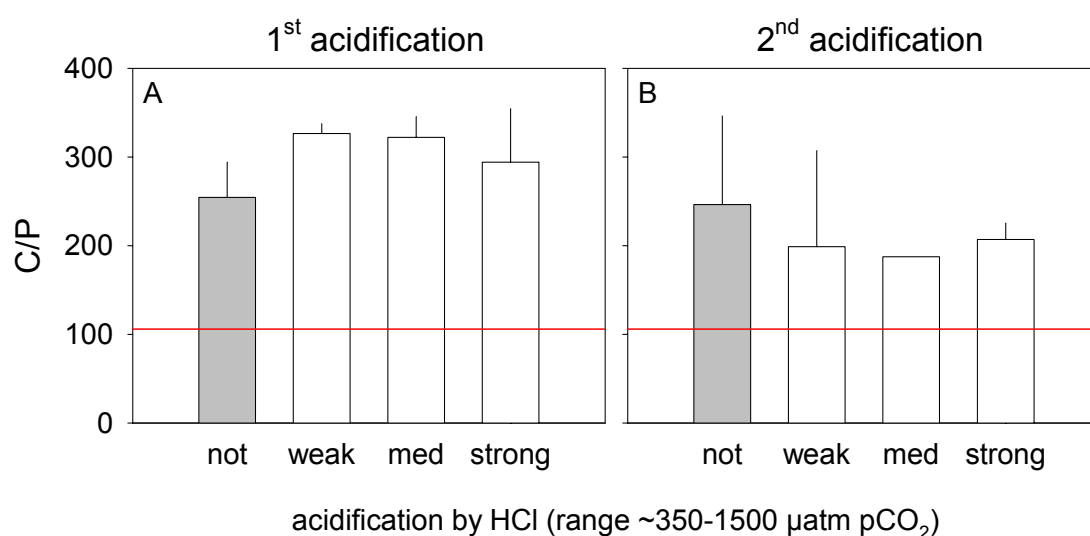 1st acidification
2nd acidification
400
300
200
100
0
C/P
A
B
not weak med strong
not weak med strong
acidification by HCl (range ~350-1500 µatm pCO2)